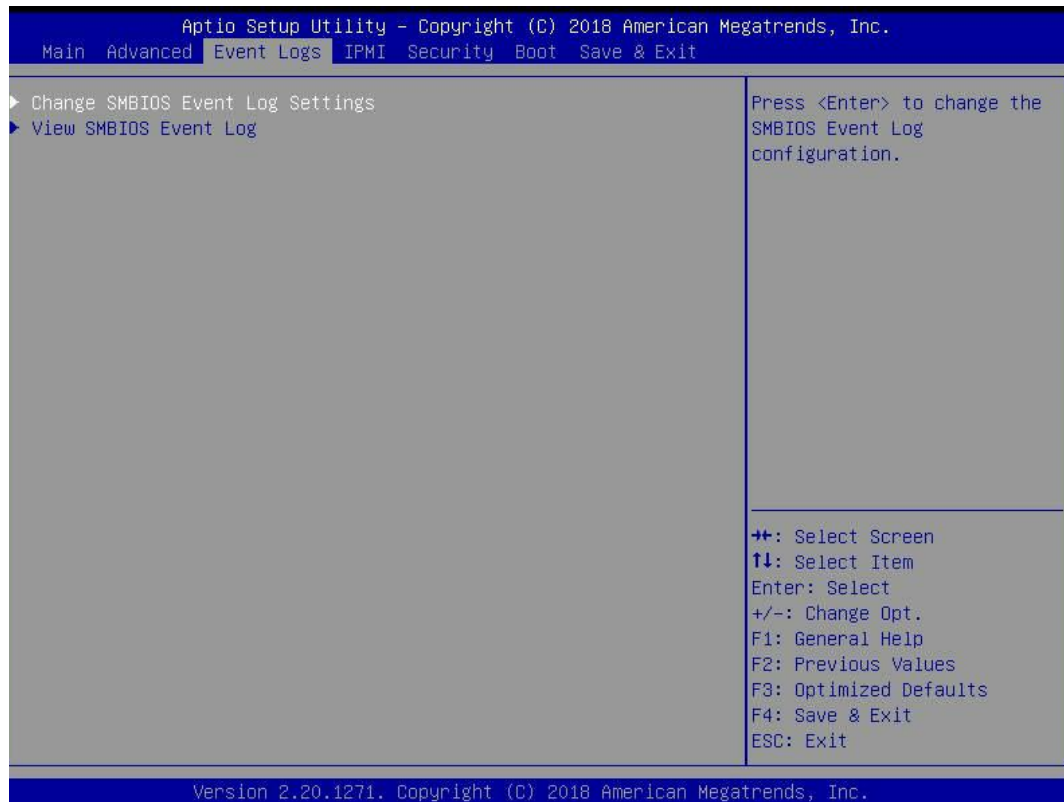 Aptio Setup Utility – Copyright (C) 2018 American Megatrends, Inc.
Main Advanced Event Logs IPMI Security Boot Save & Exit
▶ Change SMBIOS Event Log Settings
▶ View SMBIOS Event Log
Press <Enter> to change the
SMBIOS Event Log
configuration.
→←: Select Screen
↑↓: Select Item
Enter: Select
+/-: Change Opt.
F1: General Help
F2: Previous Values
F3: Optimized Defaults
F4: Save & Exit
ESC: Exit
Version 2.20.1271. Copyright (C) 2018 American Megatrends, Inc.